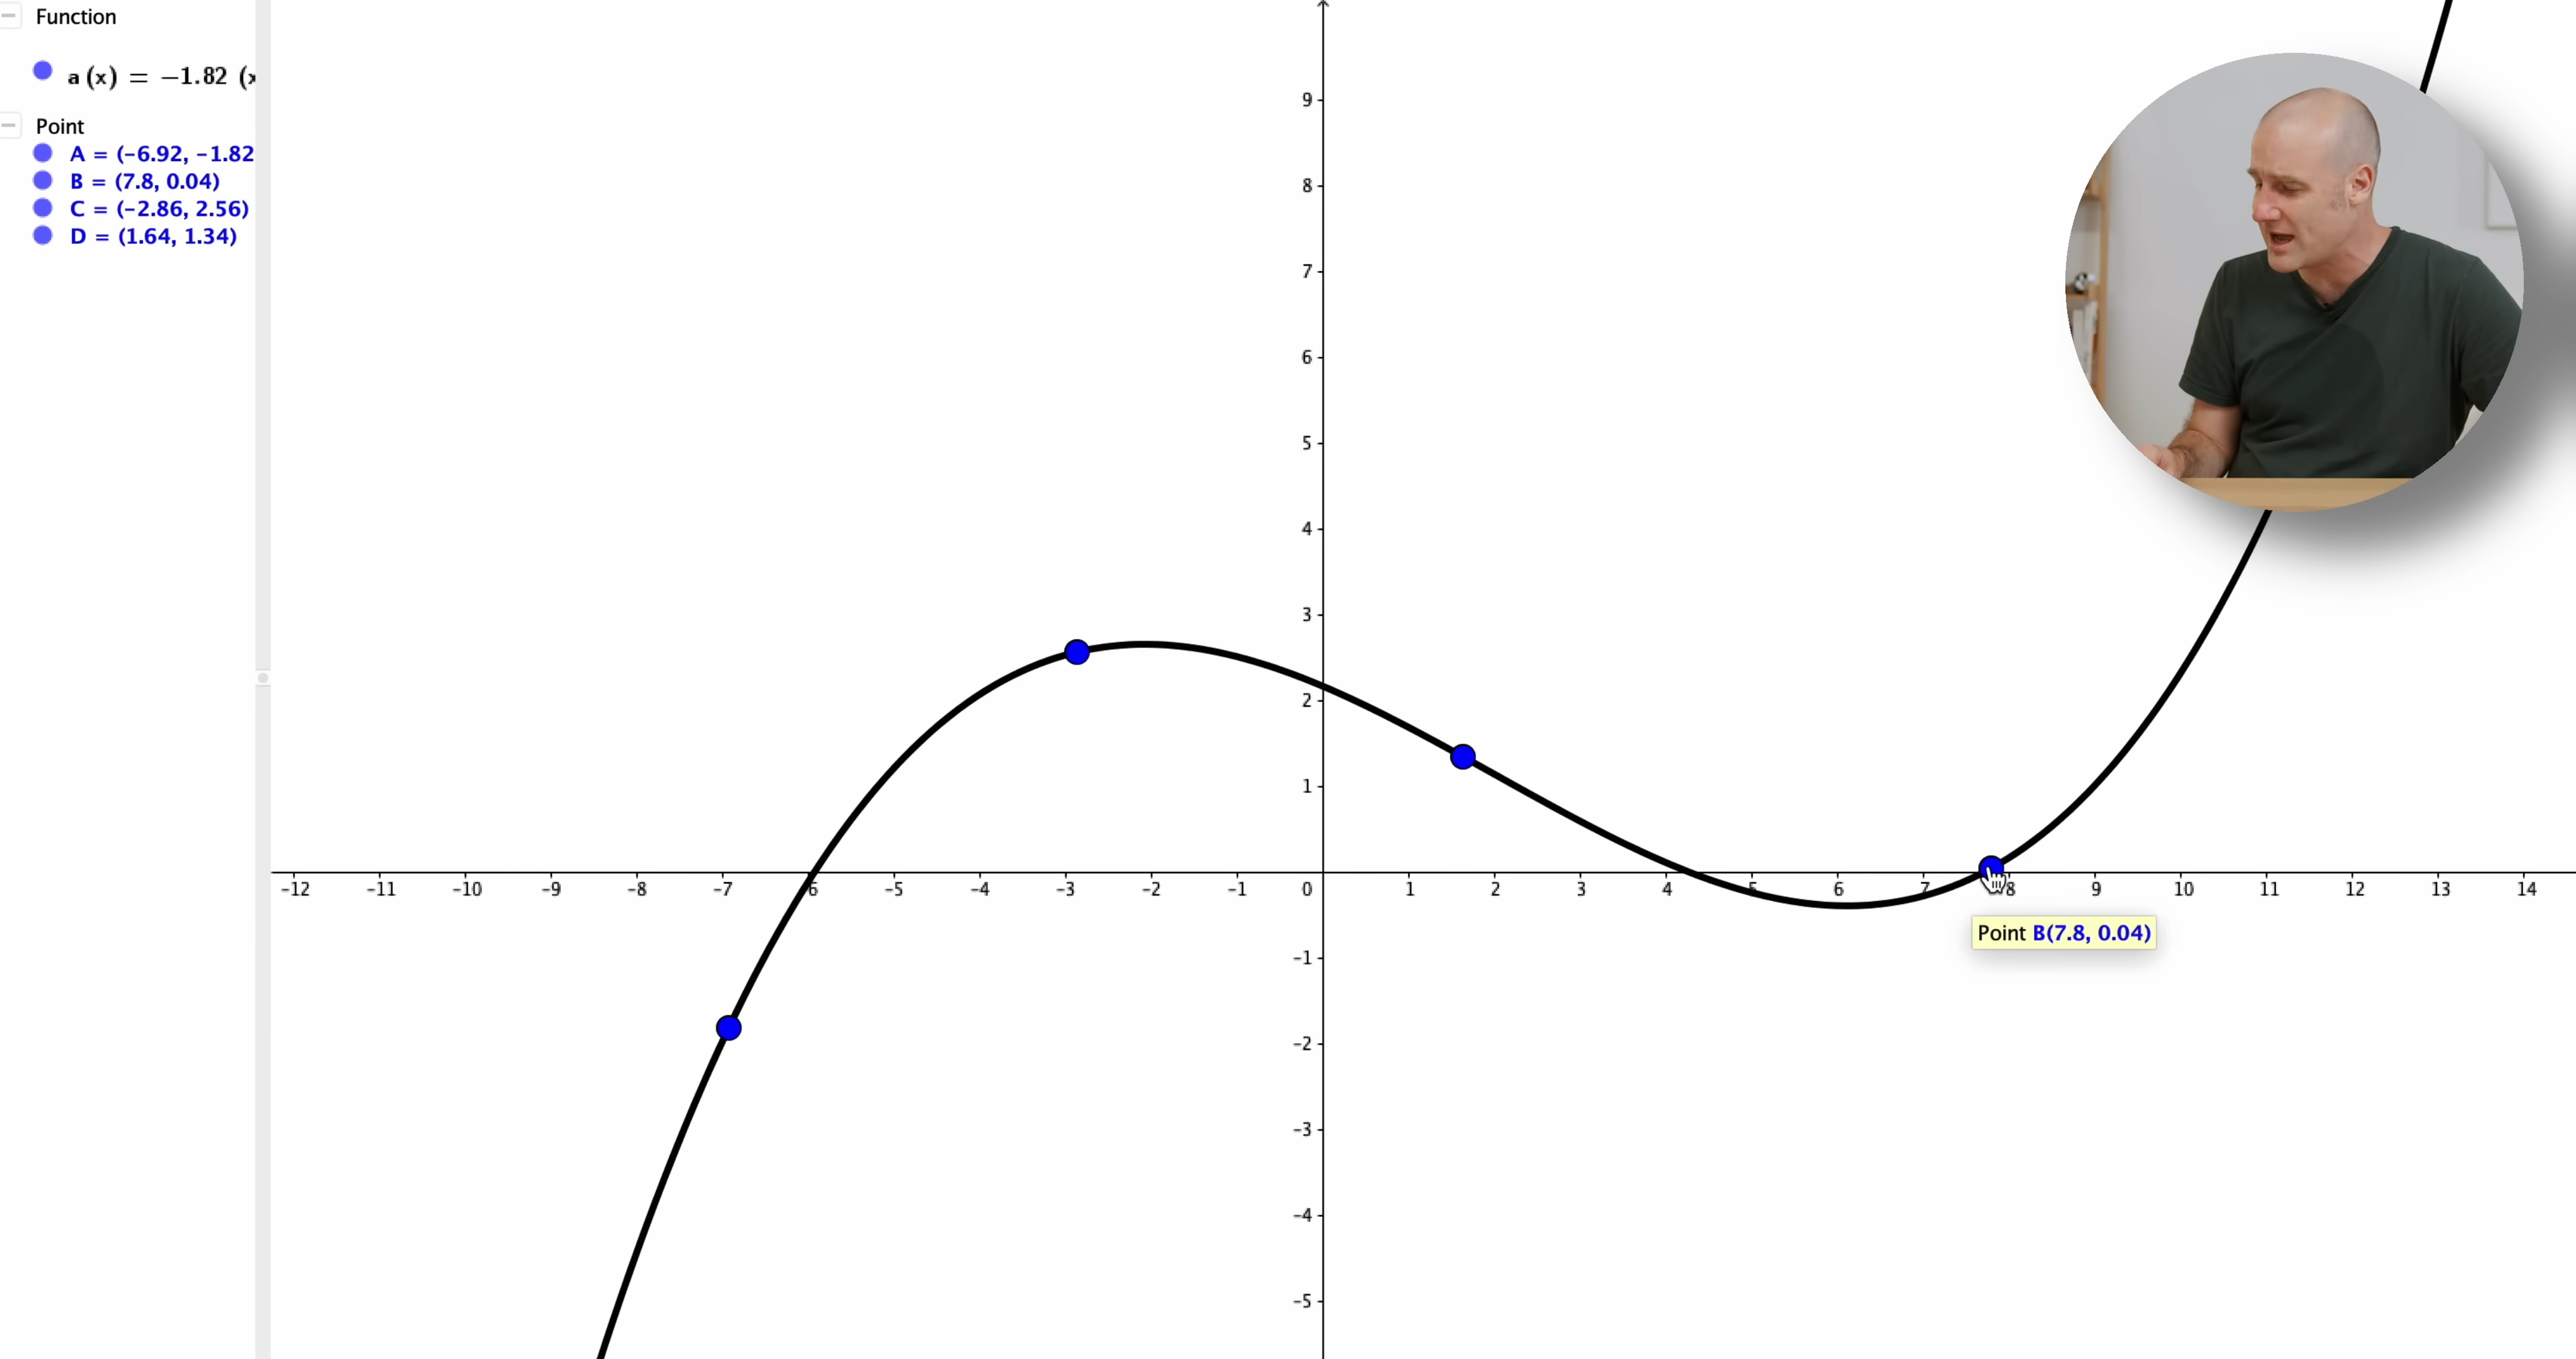 Function
a (x) = −1.82 (x
Point
A = (−6.92, −1.82
B = (7.8, 0.04)
C = (−2.86, 2.56)
D = (1.64, 1.34)
9
8
7
6
5
4
3
2
1
-12 -11 -10 -9 -8 -7 -6 -5 -4 -3 -2 -1 0 1 2 3 4 5 6 7 8 9 10 11 12 13 14
Point B(7.8, 0.04)
-1
-2
-3
-4
-5